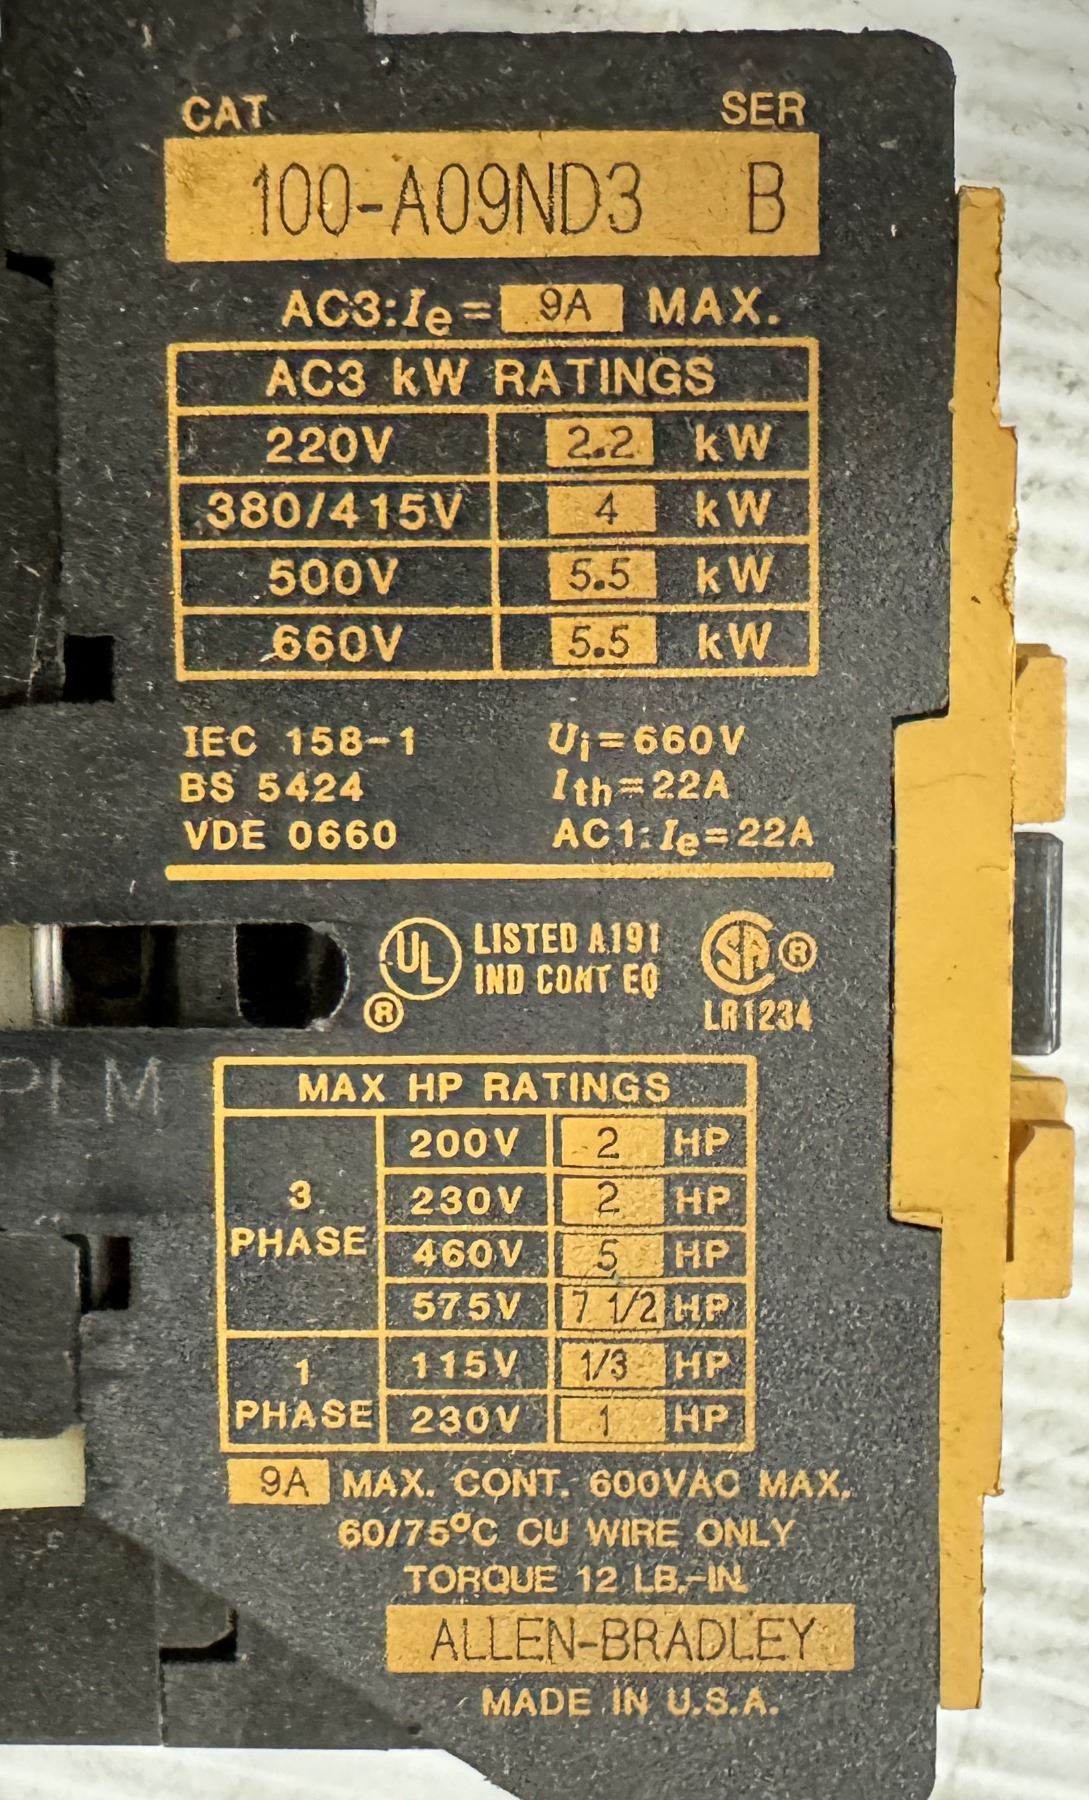 CAT. SER
100-A09ND3 B
AC3:Ie= 9A MAX.
AC3 kW RATINGS
220V 2.2 kW
380/415V 4 kW
500V 5.5 kW
660V 5.5 kW
IEC 158-1 Ui=660V
BS 5424 Ith=22A
VDE 0660 AC1:Ie=22A
UL ® LISTED A191 SA ®
IND CONT EQ
LR1234
PLM
MAX HP RATINGS
3 PHASE 200V 2 HP
230V 2 HP
460V 5 HP
575V 7 1/2 HP
1 PHASE 115V 1/3 HP
230V 1 HP
9A MAX. CONT. 600VAC MAX.
60/75°C CU WIRE ONLY
TORQUE 12 LB.-IN.
ALLEN-BRADLEY
MADE IN U.S.A.